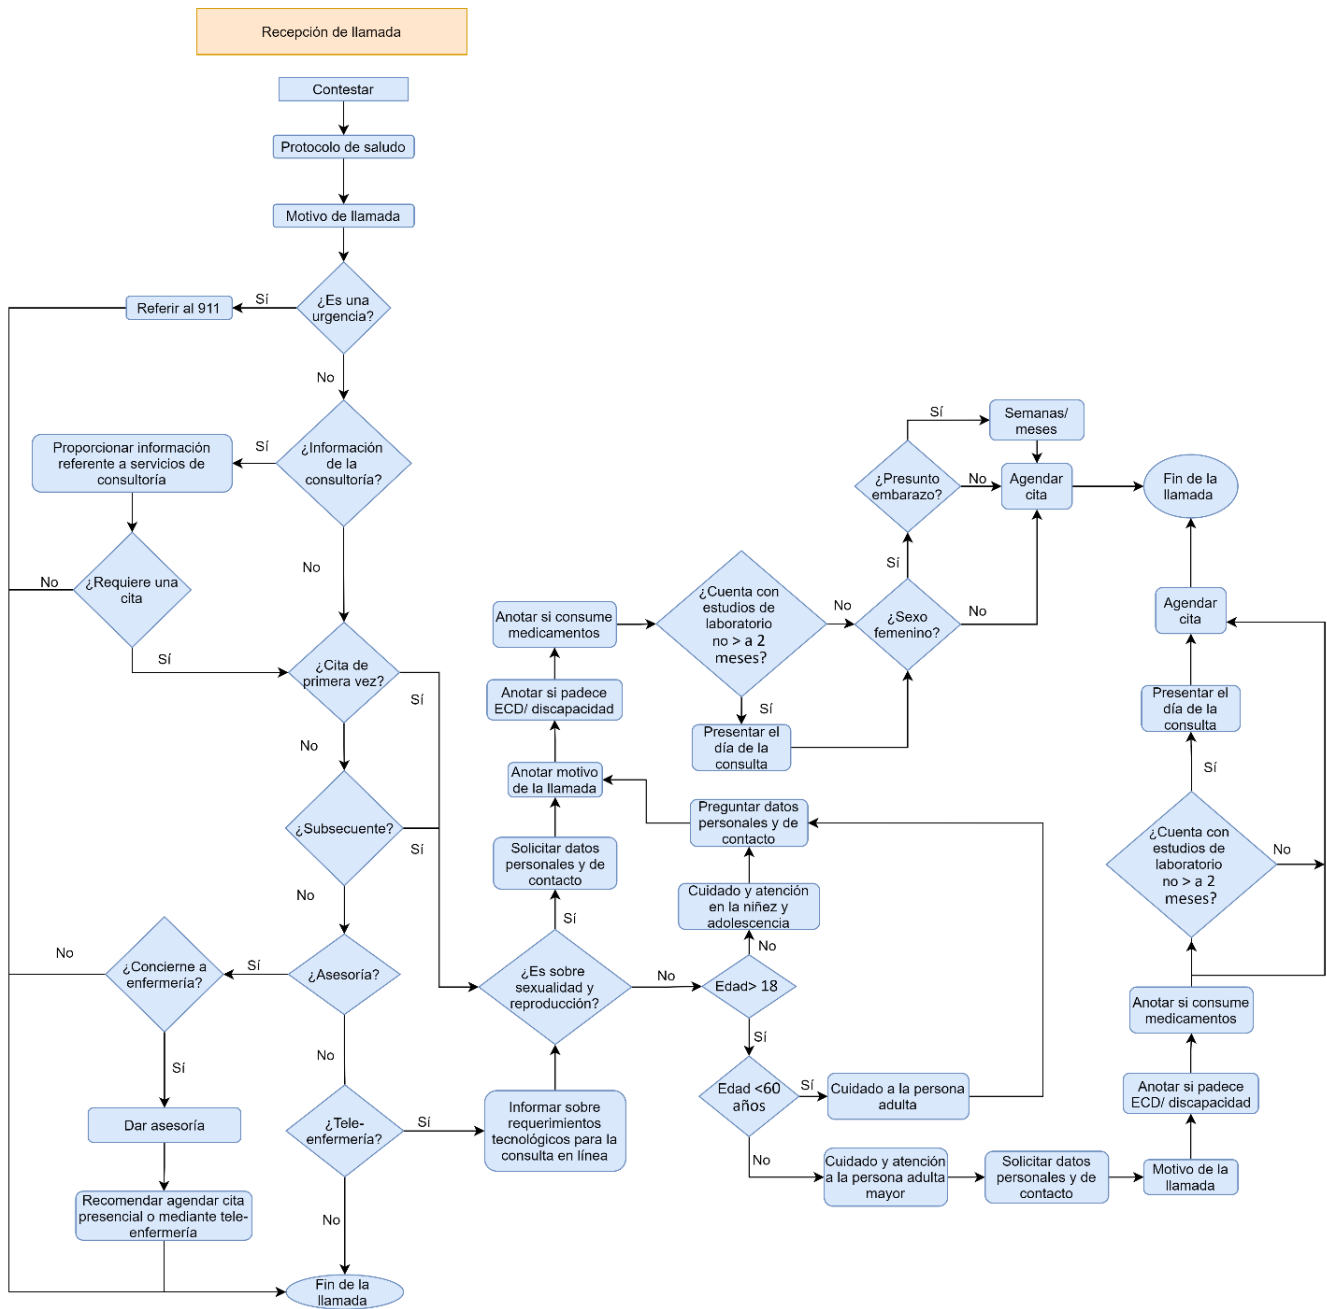 Recepción de llamada
Contestar
Protocolo de saludo
Motivo de llamada
¿Es una
urgencia?
Sí
Referir al 911
No
¿Información
de la
consultoría?
Sí
Proporcionar información
referente a servicios de
consultoría
No
¿Requiere una
cita
No
Sí
¿Cita de
primera vez?
Sí
No
¿Subsecuente?
Sí
No
¿Asesoría?
Sí
¿Concierne a
enfermería?
No
Sí
Dar asesoría
Recomendar agendar cita
presencial o mediante tele-
enfermería
No
¿Tele-
enfermería?
Sí
No
Fin de la
llamada
Informar sobre
requerimientos
tecnológicos para la
consulta en línea
¿Es sobre
sexualidad y
reproducción?
Sí
No
Solicitar datos
personales y de
contacto
Anotar motivo
de la llamada
Anotar si padece
ECD/ discapacidad
Anotar si consume
medicamentos
¿Cuenta con
estudios de
laboratorio
no > a 2
meses?
No
Sí
Presentar el
día de la
consulta
¿Sexo
femenino?
Sí
No
¿Presunto
embarazo?
Sí
No
Semanas/
meses
Agendar
cita
Fin de la
llamada
Edad> 18
No
Cuidado y atención
en la niñez y
adolescencia
Preguntar datos
personales y de
contacto
Sí
Edad <60
años
Sí
Cuidado a la persona
adulta
No
Cuidado y atención
a la persona adulta
mayor
Solicitar datos
personales y de
contacto
Motivo de la
llamada
Anotar si padece
ECD/ discapacidad
Anotar si consume
medicamentos
¿Cuenta con
estudios de
laboratorio
no > a 2
meses?
No
Sí
Presentar el
día de la
consulta
Agendar
cita